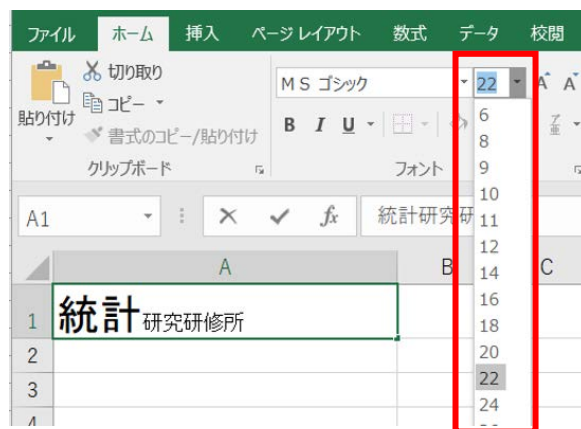 ファイル ホーム 挿入 ページ レイアウト 数式 データ 校閲
切り取り
コピー
書式のコピー/貼り付け
貼り付け
クリップボード
MS ゴシック 22 A A
B I U
フォント
6
8
9
10
11
12
14
16
18
20
22
24
A1 fx 統計研究研
A B C
1 統計研究研修所
2
3
4